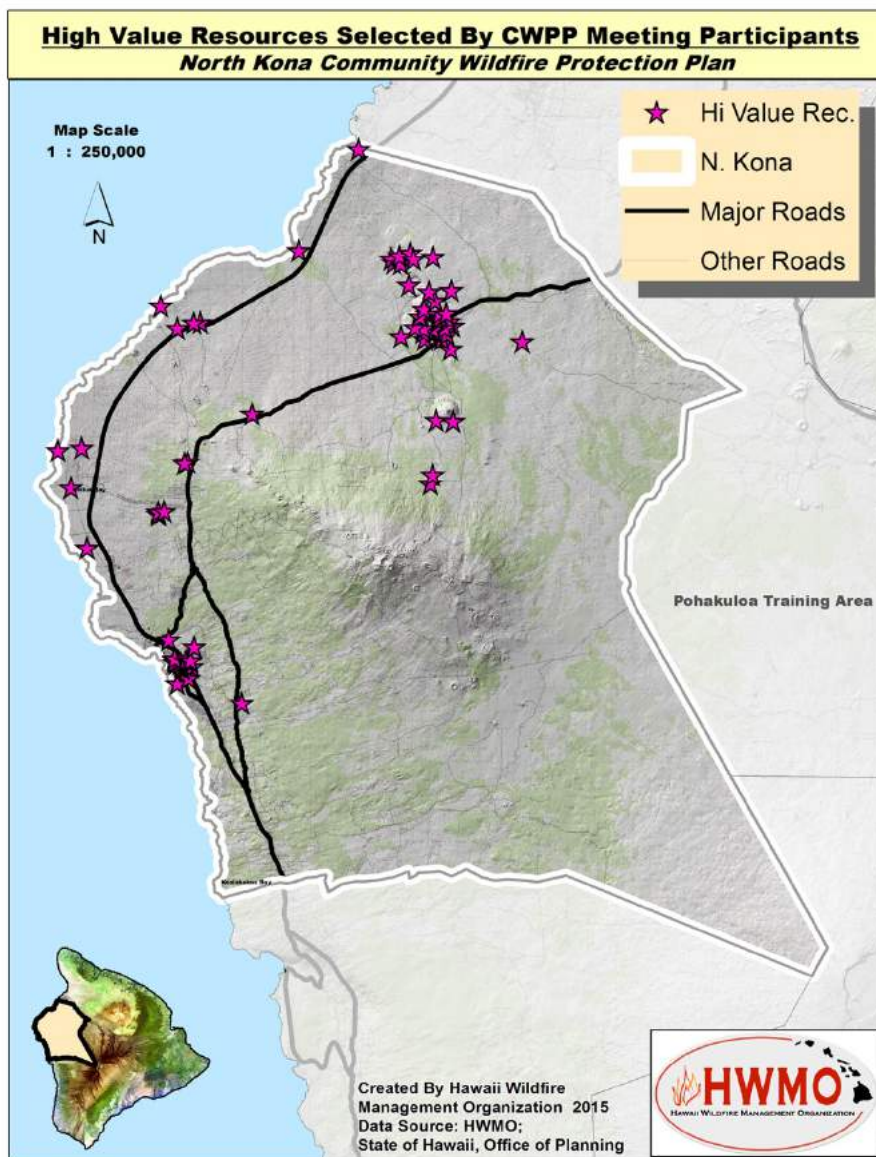 High Value Resources Selected By CWPP Meeting Participants
North Kona Community Wildfire Protection Plan
Map Scale
1 : 250,000
N
Hi Value Rec.
N. Kona
Major Roads
Other Roads
Pohakuloa Training Area
Kealakekua Bay
Created By Hawaii Wildfire
Management Organization 2015
Data Source: HWMO;
State of Hawaii, Office of Planning
HWMO
HAWAII WILDFIRE MANAGEMENT ORGANIZATION